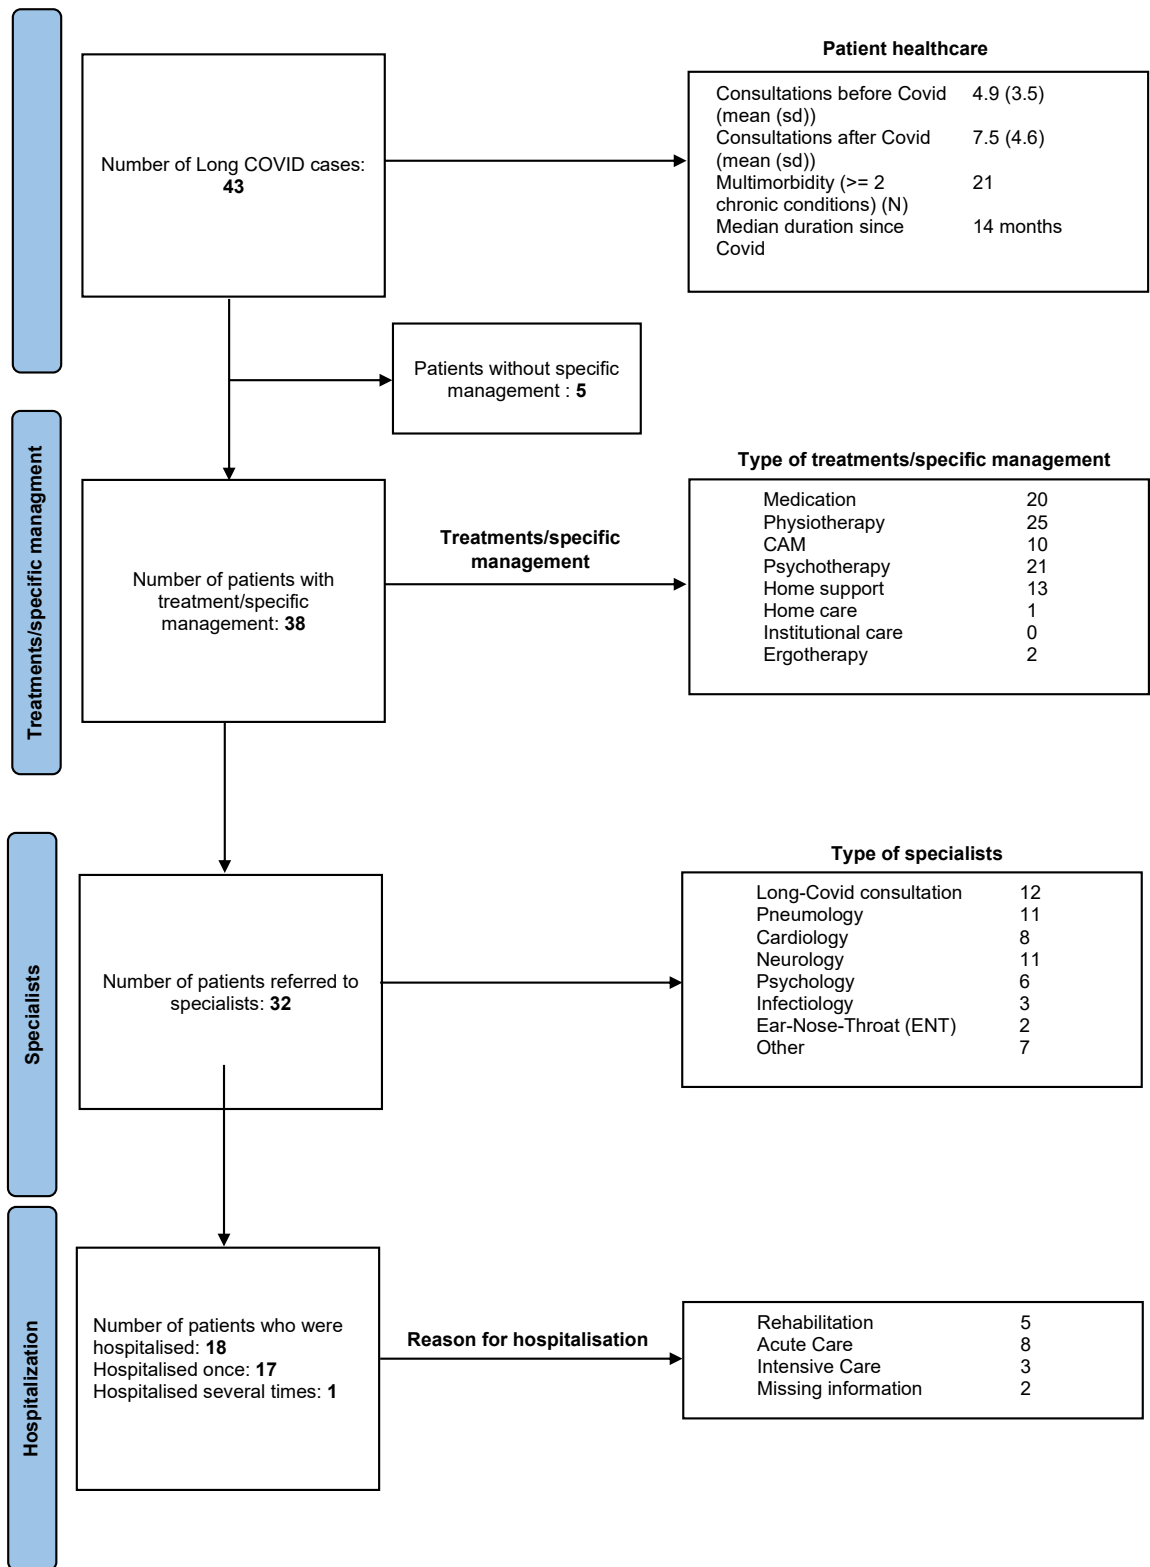 Patient healthcare
Number of Long COVID cases:
43
Consultations before Covid 4.9 (3.5)
(mean (sd))
Consultations after Covid 7.5 (4.6)
(mean (sd))
Multimorbidity (>= 2 21
chronic conditions) (N)
Median duration since 14 months
Covid
Patients without specific
management : 5
Treatments/specific managment
Number of patients with
treatment/specific
management: 38
Treatments/specific
management
Type of treatments/specific management
Medication 20
Physiotherapy 25
CAM 10
Psychotherapy 21
Home support 13
Home care 1
Institutional care 0
Ergotherapy 2
Specialists
Number of patients referred to
specialists: 32
Type of specialists
Long-Covid consultation 12
Pneumology 11
Cardiology 8
Neurology 11
Psychology 6
Infectiology 3
Ear-Nose-Throat (ENT) 2
Other 7
Hospitalization
Number of patients who were
hospitalised: 18
Hospitalised once: 17
Hospitalised several times: 1
Reason for hospitalisation
Rehabilitation 5
Acute Care 8
Intensive Care 3
Missing information 2